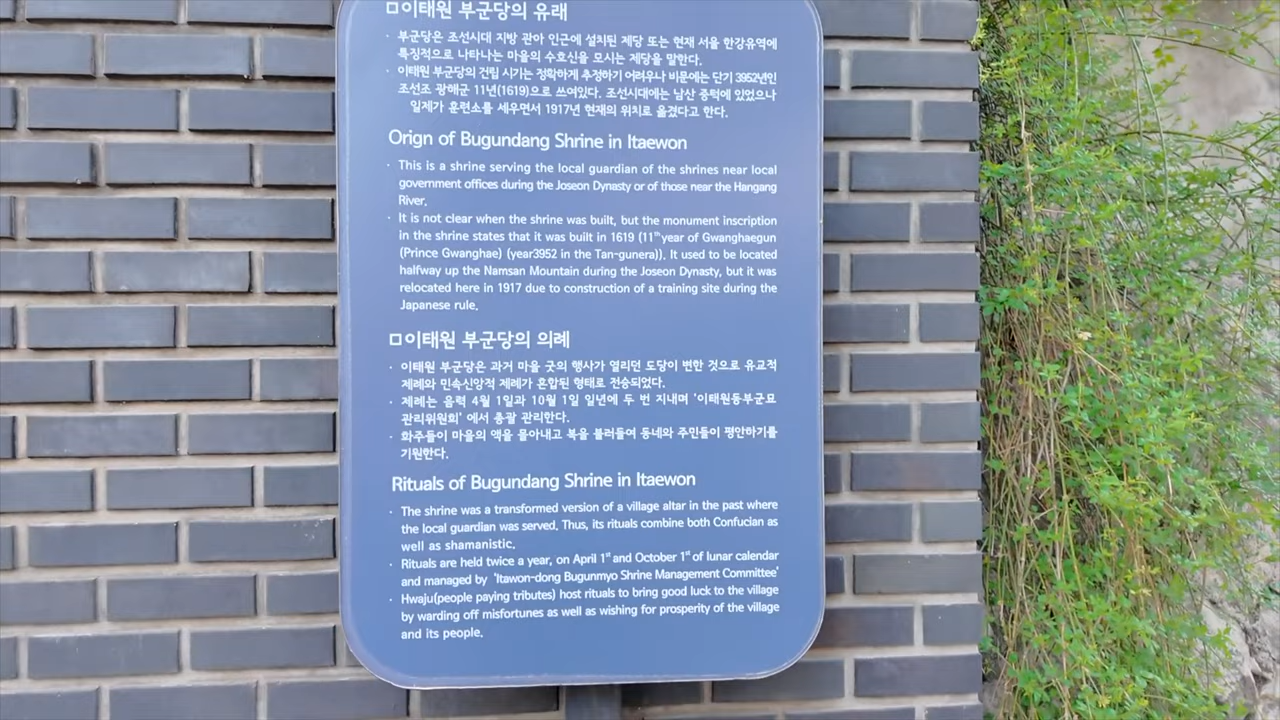 □이태원 부군당의 유래
· 부군당은 조선시대 지방 관아 인근에 설치된 제당 또는 현재 서울 한강유역에
특징적으로 나타나는 마을의 수호신을 모시는 제당을 말한다.
· 이태원 부군당의 건립 시기는 정확하게 추정하기 어려우나 비문에는 단기 3952년인
조선조 광해군 11년(1619)으로 쓰여있다. 조선시대에는 남산 중턱에 있었으나
일제가 훈련소를 세우면서 1917년 현재의 위치로 옮겼다고 한다.
Orign of Bugundang Shrine in Itaewon
· This is a shrine serving the local guardian of the shrines near local
government offices during the Joseon Dynasty or of those near the Hangang
River.
· It is not clear when the shrine was built, but the monument inscription
in the shrine states that it was built in 1619 (11th year of Gwanghaegun
(Prince Gwanghae) (year3952 in the Tan-gunera)). It used to be located
halfway up the Namsan Mountain during the Joseon Dynasty, but it was
relocated here in 1917 due to construction of a training site during the
Japanese rule.
□이태원 부군당의 의례
· 이태원 부군당은 과거 마을 굿의 행사가 열리던 도당이 변한 것으로 유교적
제례와 민속신앙적 제례가 혼합된 형태로 전승되었다.
· 제례는 음력 4월 1일과 10월 1일 일년에 두 번 지내며 '이태원동부군묘
관리위원회' 에서 총괄 관리한다.
· 화주들이 마을의 액을 몰아내고 복을 불러들여 동네와 주민들이 평안하기를
기원한다.
Rituals of Bugundang Shrine in Itaewon
· The shrine was a transformed version of a village altar in the past where
the local guardian was served. Thus, its rituals combine both Confucian as
well as shamanistic.
· Rituals are held twice a year, on April 1st and October 1st of lunar calendar
and managed by 'Itawon-dong Bugunmyo Shrine Management Committee'
· Hwaju(people paying tributes) host rituals to bring good luck to the village
by warding off misfortunes as well as wishing for prosperity of the village
and its people.